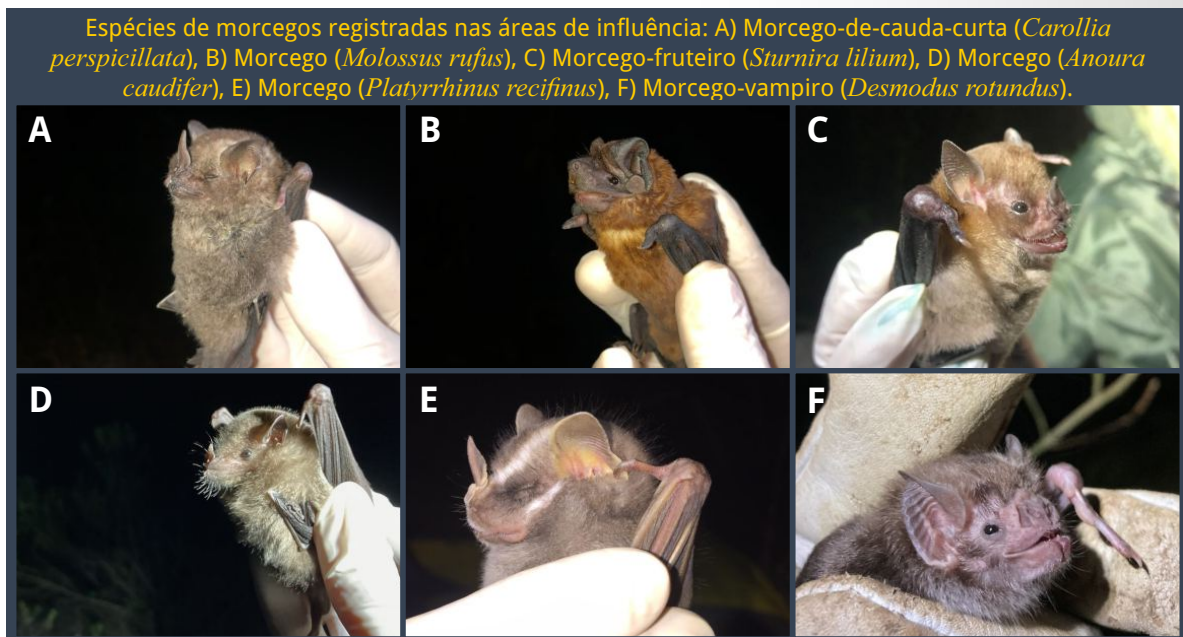 Espécies de morcegos registradas nas áreas de influência: A) Morcego-de-cauda-curta (Carollia
perspicillata), B) Morcego (Molossus rufus), C) Morcego-fruteiro (Sturnira lilium), D) Morcego (Anoura
caudifer), E) Morcego (Platyrrhinus recifinus), F) Morcego-vampiro (Desmodus rotundus).
A
B
C
D
E
F